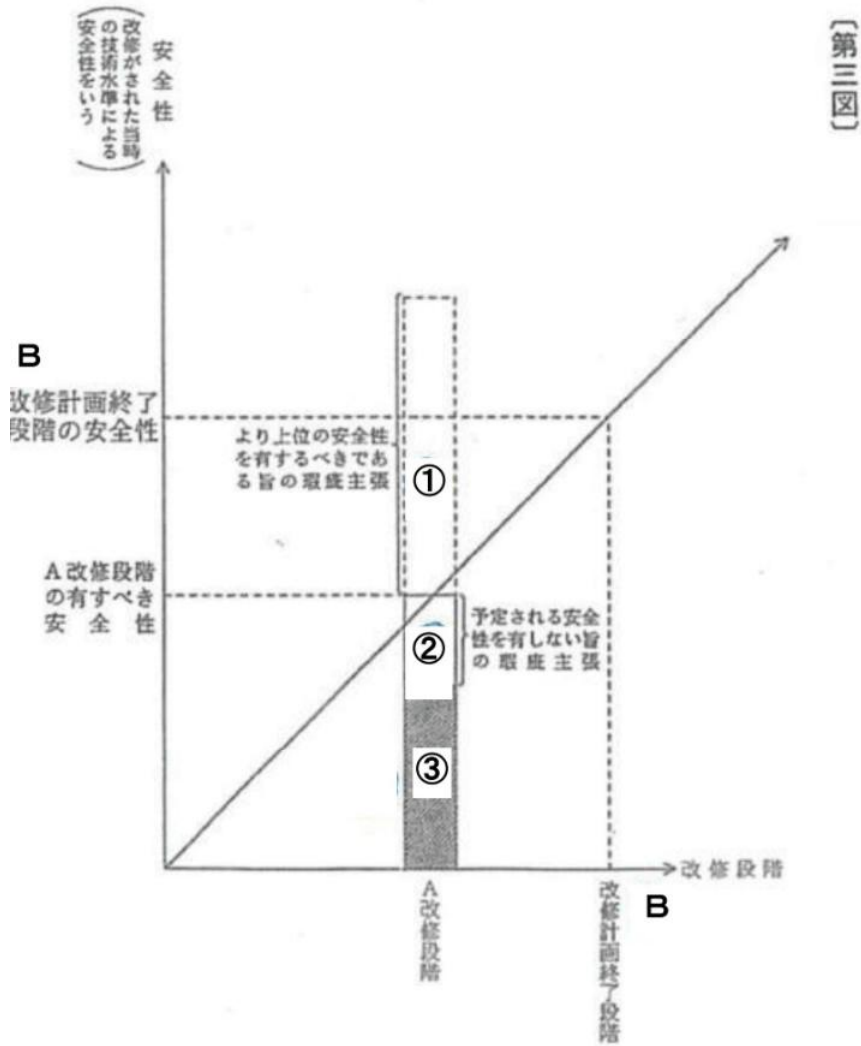 〔第三図〕
安全性
(改修がされた当時
の技術水準による
安全性をいう)
B
改修計画終了
段階の安全性
より上位の安全性
を有するべきであ
る旨の瑕疵主張
①
A改修段階
の有すべき
安全性
②
予定される安全
性を有しない旨
の瑕疵主張
③
改修段階
A改修段階
改修計画終了段階
B